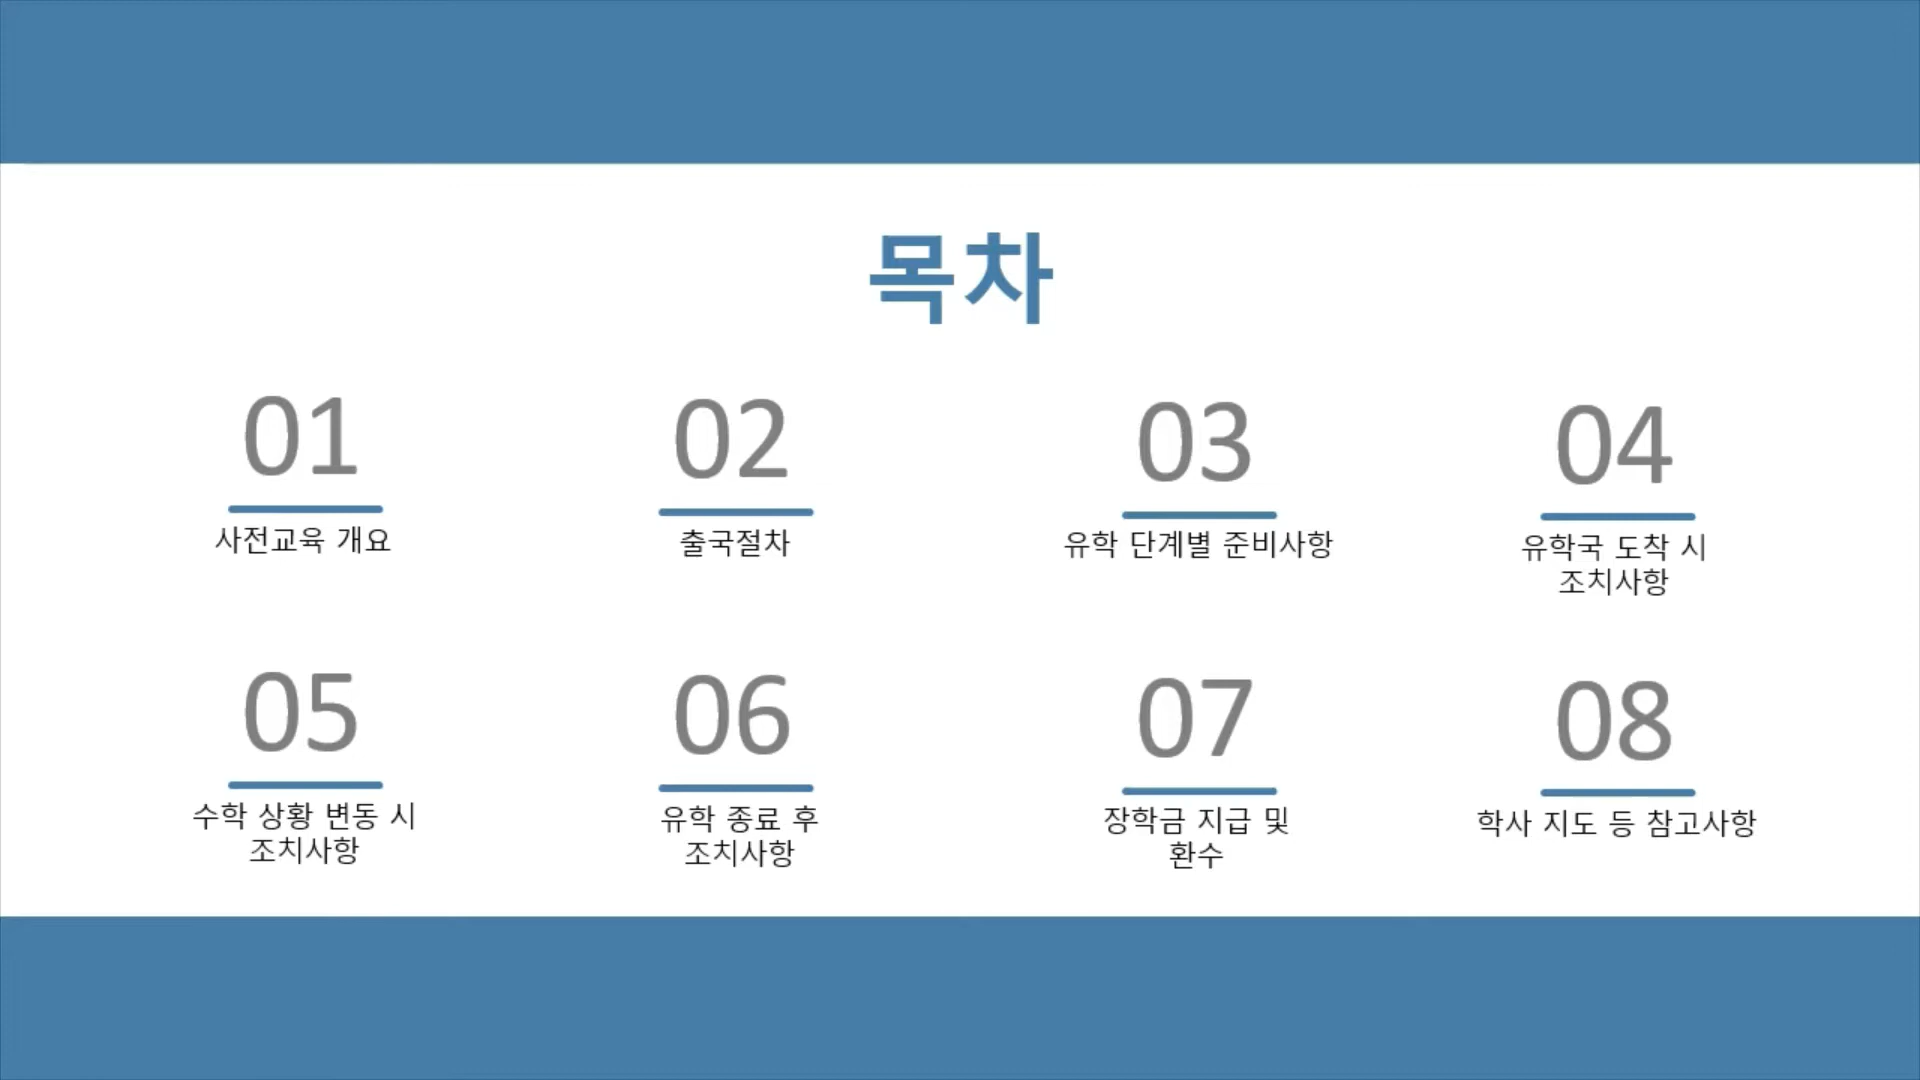 목차
01
사전교육 개요
02
출국절차
03
유학 단계별 준비사항
04
유학국 도착 시
조치사항
05
수학 상황 변동 시
조치사항
06
유학 종료 후
조치사항
07
장학금 지급 및
환수
08
학사 지도 등 참고사항